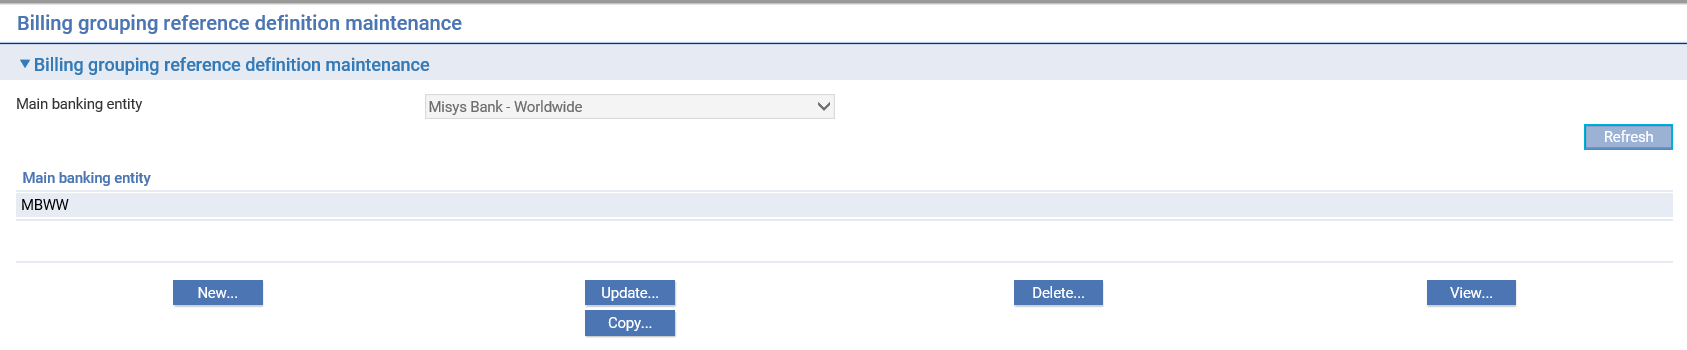 Billing grouping reference definition maintenance
Billing grouping reference definition maintenance
Main banking entity
Misys Bank - Worldwide
Refresh
Main banking entity
MBWW
New... Update... Delete... View...
Copy...